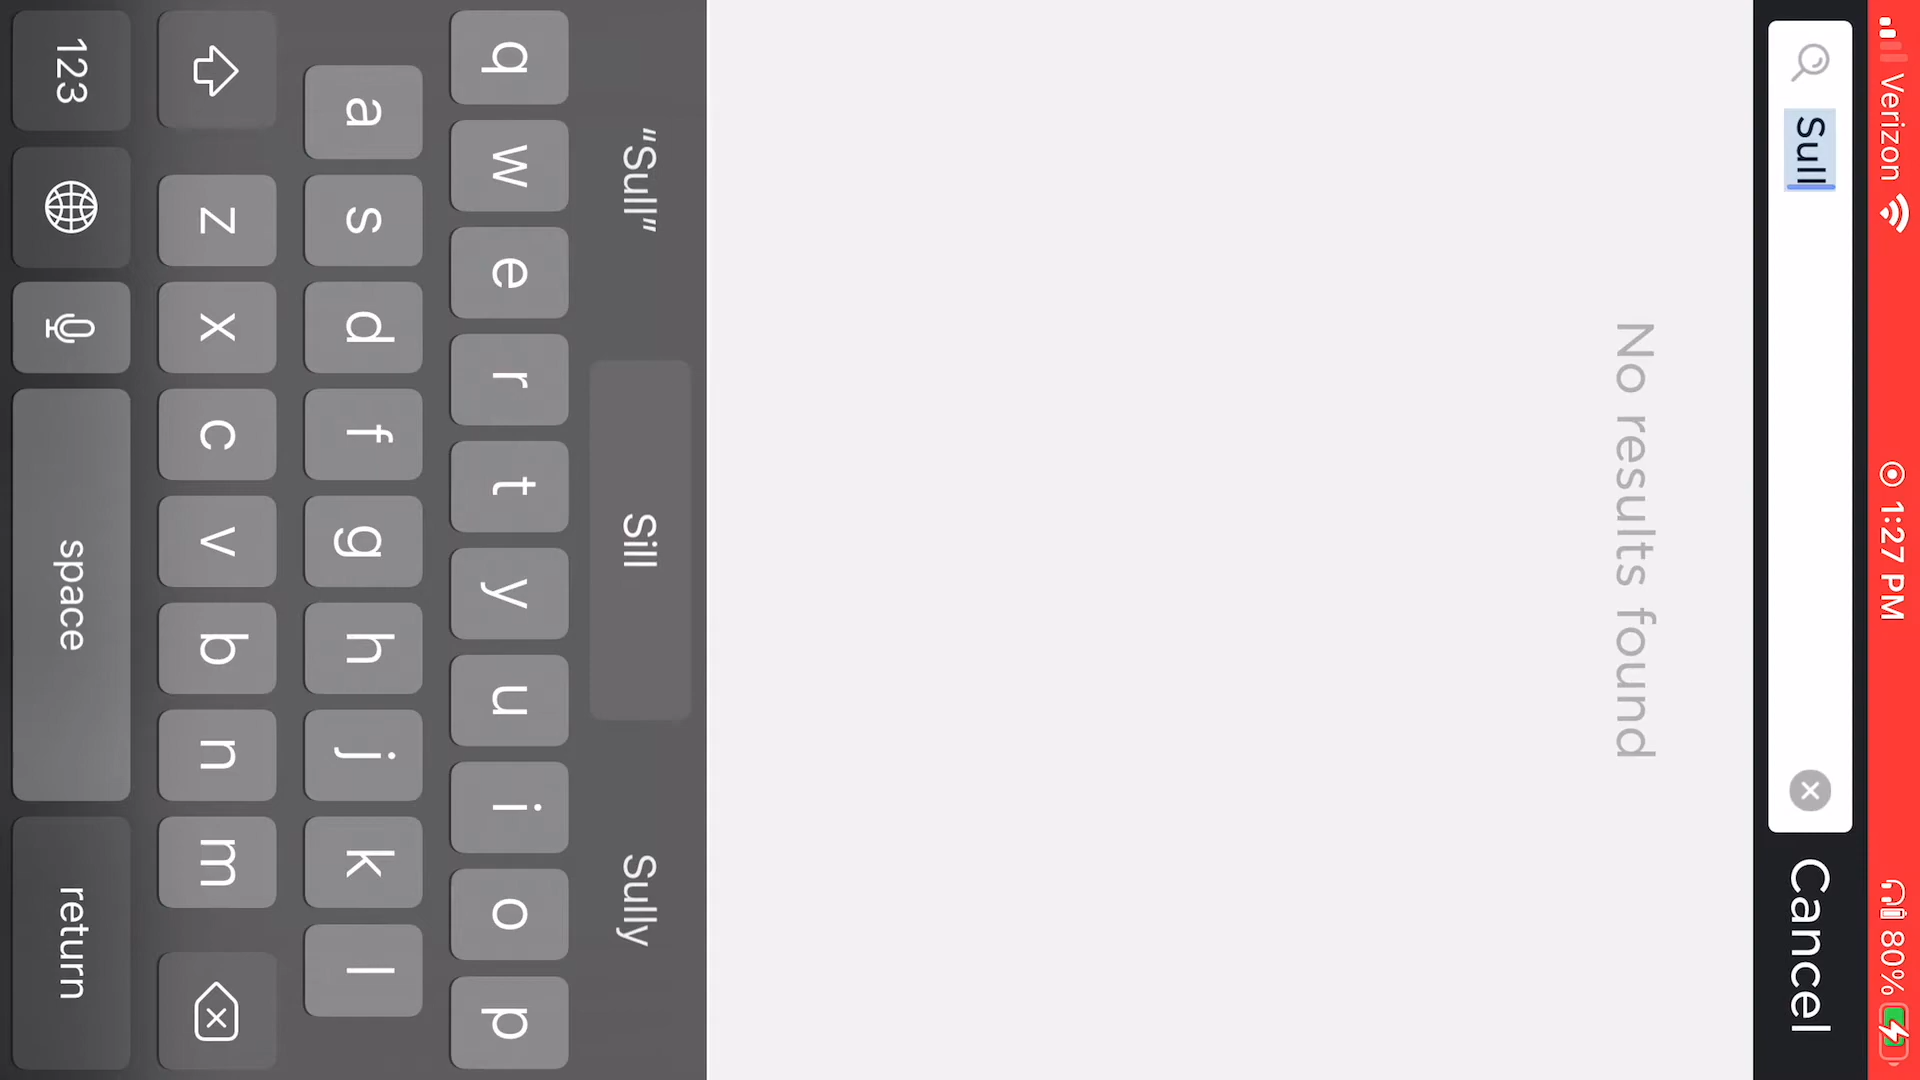 Verizon 1:27 PM 80%
Sull Cancel
No results found
"Sull" Sill Sully
q w e r t y u i o p
a s d f g h j k l
z x c v b n m
123 space return